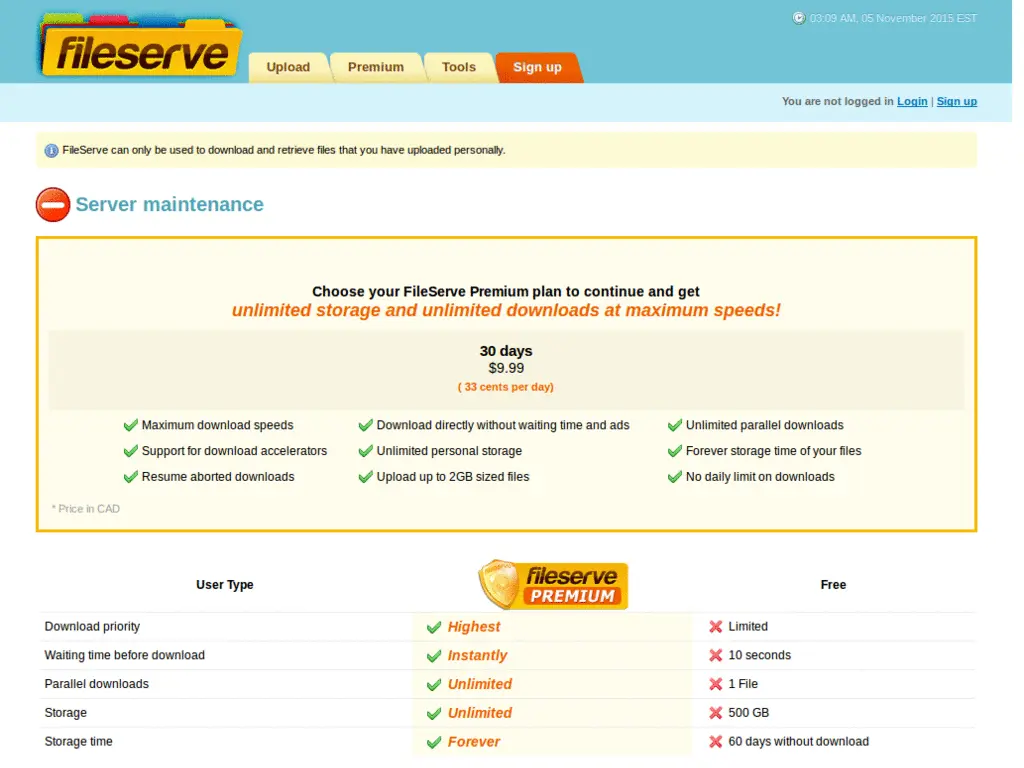 fileserve
03:09 AM, 05 November 2015 EST
Upload Premium Tools Sign up
You are not logged in Login | Sign up
FileServe can only be used to download and retrieve files that you have uploaded personally.
Server maintenance
Choose your FileServe Premium plan to continue and get
unlimited storage and unlimited downloads at maximum speeds!
30 days
$9.99
( 33 cents per day)
Maximum download speeds Download directly without waiting time and ads Unlimited parallel downloads
Support for download accelerators Unlimited personal storage Forever storage time of your files
Resume aborted downloads Upload up to 2GB sized files No daily limit on downloads
* Price in CAD
User Type fileserve PREMIUM Free
Download priority Highest Limited
Waiting time before download Instantly 10 seconds
Parallel downloads Unlimited 1 File
Storage Unlimited 500 GB
Storage time Forever 60 days without download